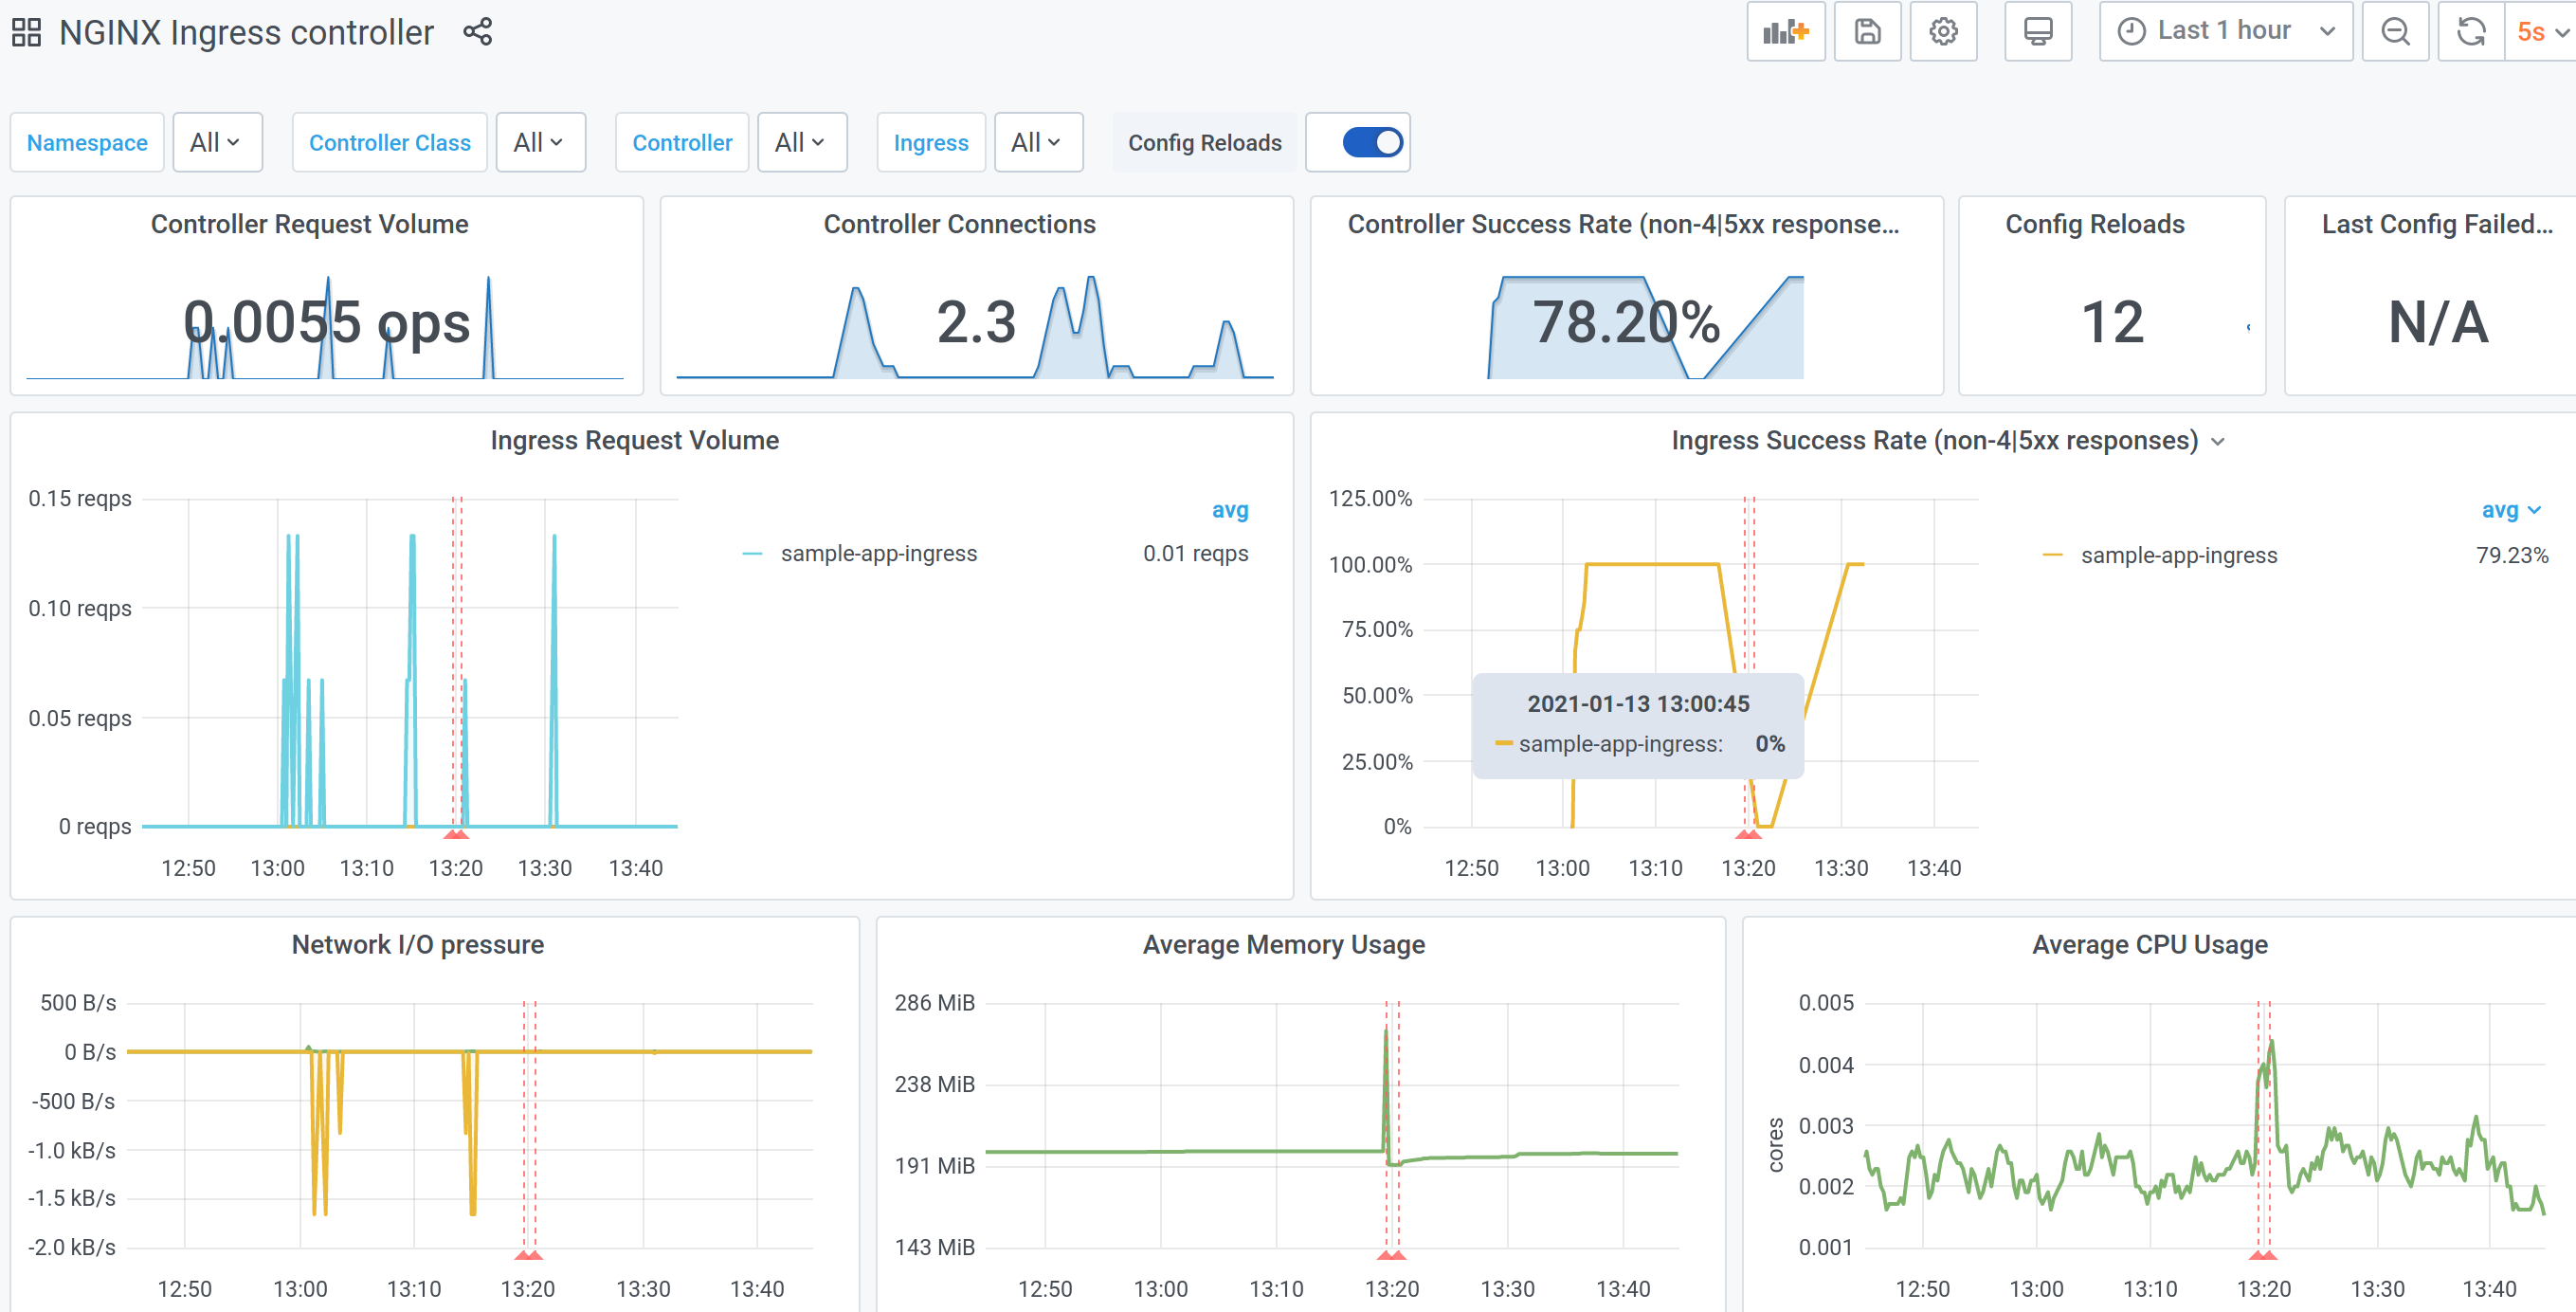 NGINX Ingress controller
Last 1 hour
5s
Namespace All Controller Class All Controller All Ingress All Config Reloads
Controller Request Volume
0.0055 ops
Controller Connections
2.3
Controller Success Rate (non-4|5xx response...
78.20%
Config Reloads
12
Last Config Failed...
N/A
Ingress Request Volume
0.15 reqps
0.10 reqps
0.05 reqps
0 reqps
12:50 13:00 13:10 13:20 13:30 13:40
avg
sample-app-ingress 0.01 reqps
Ingress Success Rate (non-4|5xx responses)
125.00%
100.00%
75.00%
50.00%
25.00%
0%
2021-01-13 13:00:45
sample-app-ingress: 0%
12:50 13:00 13:10 13:20 13:30 13:40
avg
sample-app-ingress 79.23%
Network I/O pressure
500 B/s
0 B/s
-500 B/s
-1.0 kB/s
-1.5 kB/s
-2.0 kB/s
12:50 13:00 13:10 13:20 13:30 13:40
Average Memory Usage
286 MiB
238 MiB
191 MiB
143 MiB
12:50 13:00 13:10 13:20 13:30 13:40
Average CPU Usage
cores
0.005
0.004
0.003
0.002
0.001
12:50 13:00 13:10 13:20 13:30 13:40